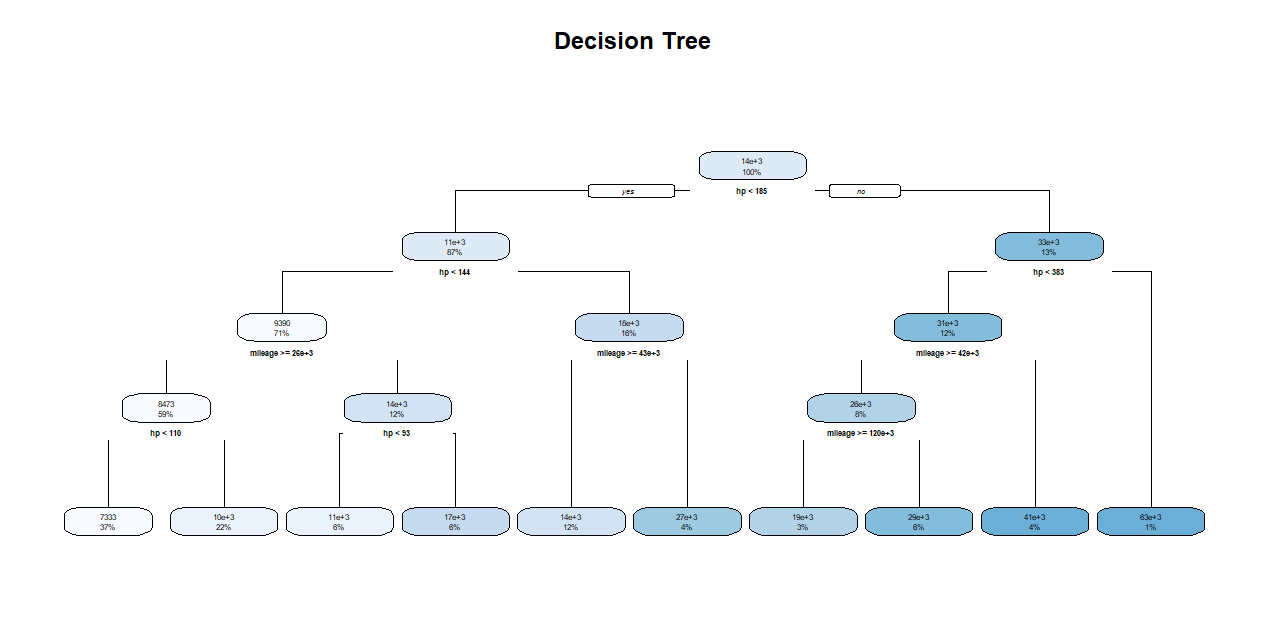 Decision Tree
14e+3
100%
yes
hp < 185
no
11e+3
87%
hp < 144
33e+3
13%
hp < 383
9390
71%
mileage >= 26e+3
18e+3
16%
mileage >= 43e+3
31e+3
12%
mileage >= 42e+3
8473
59%
hp < 110
14e+3
12%
hp < 93
26e+3
8%
mileage >= 120e+3
7333
37%
10e+3
22%
11e+3
6%
17e+3
6%
14e+3
12%
27e+3
4%
19e+3
3%
29e+3
6%
41e+3
4%
63e+3
1%